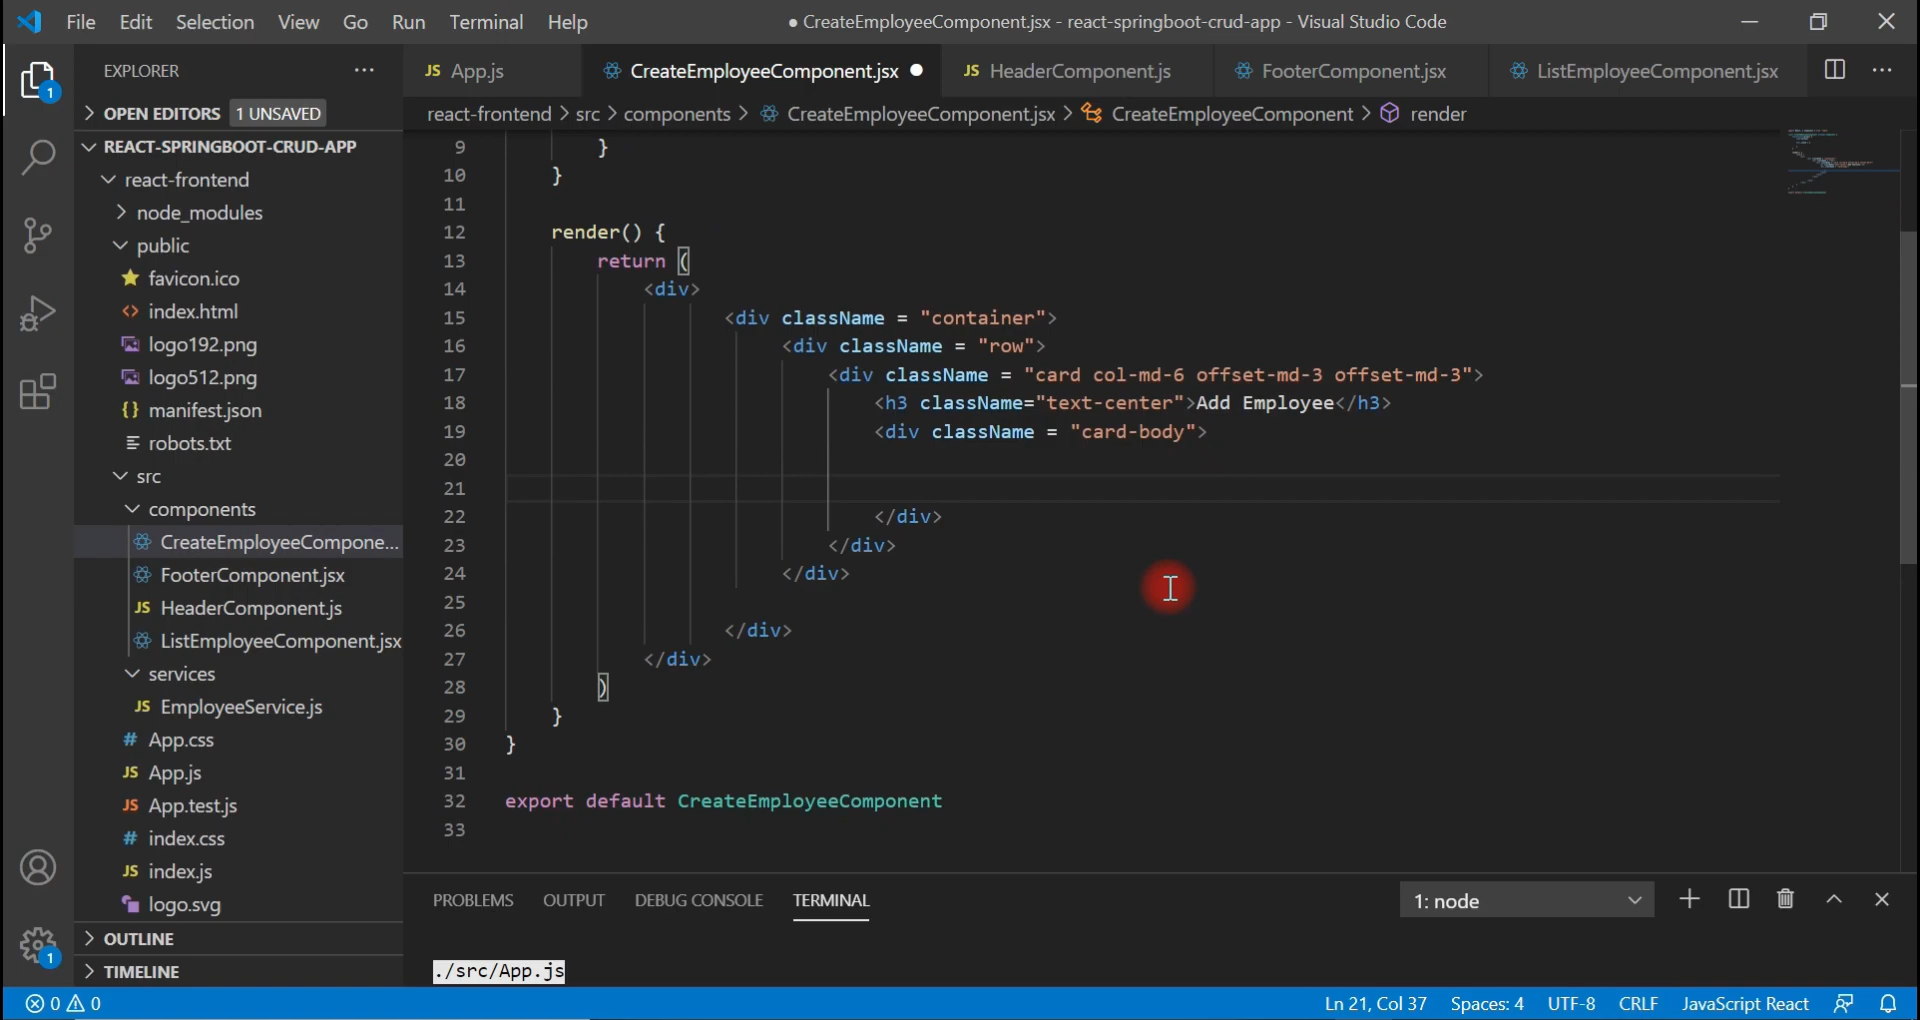 File Edit Selection View Go Run Terminal Help
● CreateEmployeeComponent.jsx - react-springboot-crud-app - Visual Studio Code
EXPLORER
JS App.js
CreateEmployeeComponent.jsx
JS HeaderComponent.js
FooterComponent.jsx
ListEmployeeComponent.jsx
OPEN EDITORS 1 UNSAVED
react-frontend > src > components > CreateEmployeeComponent.jsx > CreateEmployeeComponent > render
REACT-SPRINGBOOT-CRUD-APP
react-frontend
node_modules
public
favicon.ico
index.html
logo192.png
logo512.png
{} manifest.json
robots.txt
src
components
CreateEmployeeCompone...
FooterComponent.jsx
JS HeaderComponent.js
ListEmployeeComponent.jsx
services
JS EmployeeService.js
# App.css
JS App.js
JS App.test.js
# index.css
JS index.js
logo.svg
OUTLINE
TIMELINE
1
1
9 }
10 }
11
12 render() {
13 return (
14 <div>
15 <div className = "container">
16 <div className = "row">
17 <div className = "card col-md-6 offset-md-3 offset-md-3">
18 <h3 className="text-center">Add Employee</h3>
19 <div className = "card-body">
20
21
22 </div>
23 </div>
24 </div>
25
26 </div>
27 </div>
28 )
29 }
30 }
31
32 export default CreateEmployeeComponent
33
PROBLEMS OUTPUT DEBUG CONSOLE TERMINAL
1: node
./src/App.js
0 0
Ln 21, Col 37 Spaces: 4 UTF-8 CRLF JavaScript React